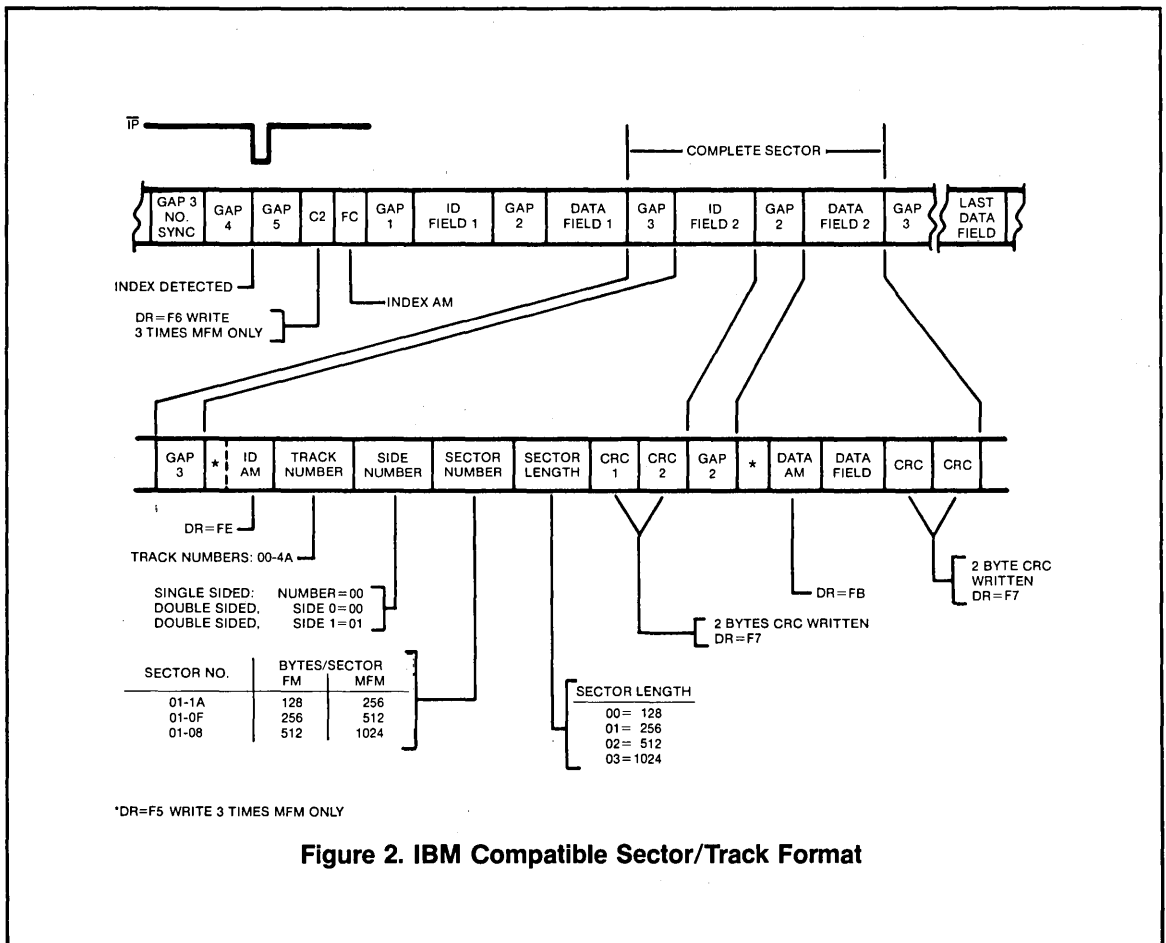 IP
COMPLETE SECTOR
GAP 3 NO. SYNC
GAP 4
GAP 5
C2
FC
GAP 1
ID FIELD 1
GAP 2
DATA FIELD 1
GAP 3
ID FIELD 2
GAP 2
DATA FIELD 2
GAP 3
LAST DATA FIELD
INDEX DETECTED
INDEX AM
DR=F6 WRITE
3 TIMES MFM ONLY
GAP 3
*
ID AM
TRACK NUMBER
SIDE NUMBER
SECTOR NUMBER
SECTOR LENGTH
CRC 1
CRC 2
GAP 2
*
DATA AM
DATA FIELD
CRC
CRC
DR=FE
TRACK NUMBERS: 00-4A
SINGLE SIDED: NUMBER=00
DOUBLE SIDED, SIDE 0=00
DOUBLE SIDED, SIDE 1=01
DR=FB
2 BYTE CRC
WRITTEN
DR=F7
2 BYTES CRC WRITTEN
DR=F7
SECTOR NO. BYTES/SECTOR
FM MFM
01-1A 128 256
01-0F 256 512
01-08 512 1024
SECTOR LENGTH
00= 128
01= 256
02= 512
03=1024
*DR=F5 WRITE 3 TIMES MFM ONLY
Figure 2. IBM Compatible Sector/Track Format